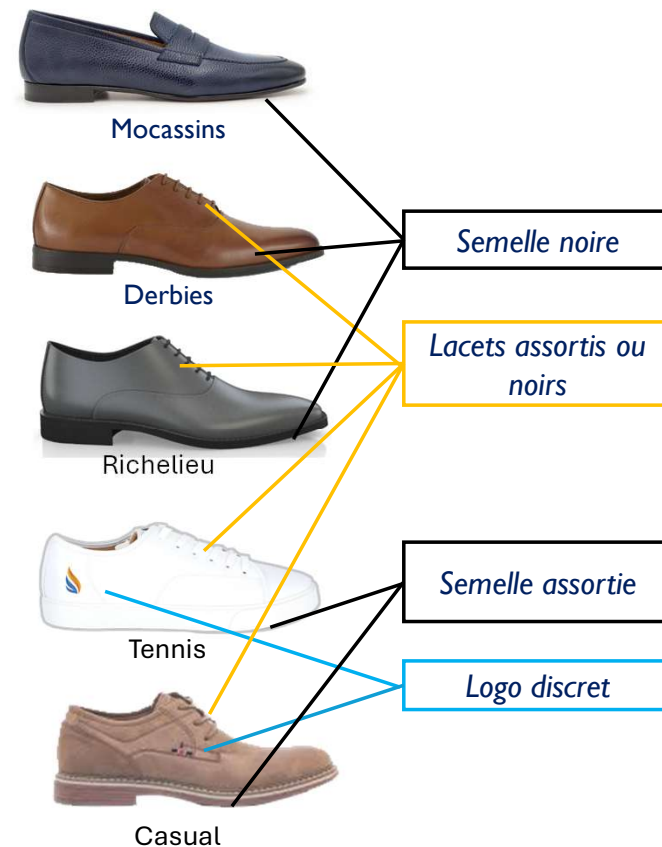 Mocassins
Derbies
Richelieu
Tennis
Casual
Semelle noire
Lacets assortis ou
noirs
Semelle assortie
Logo discret